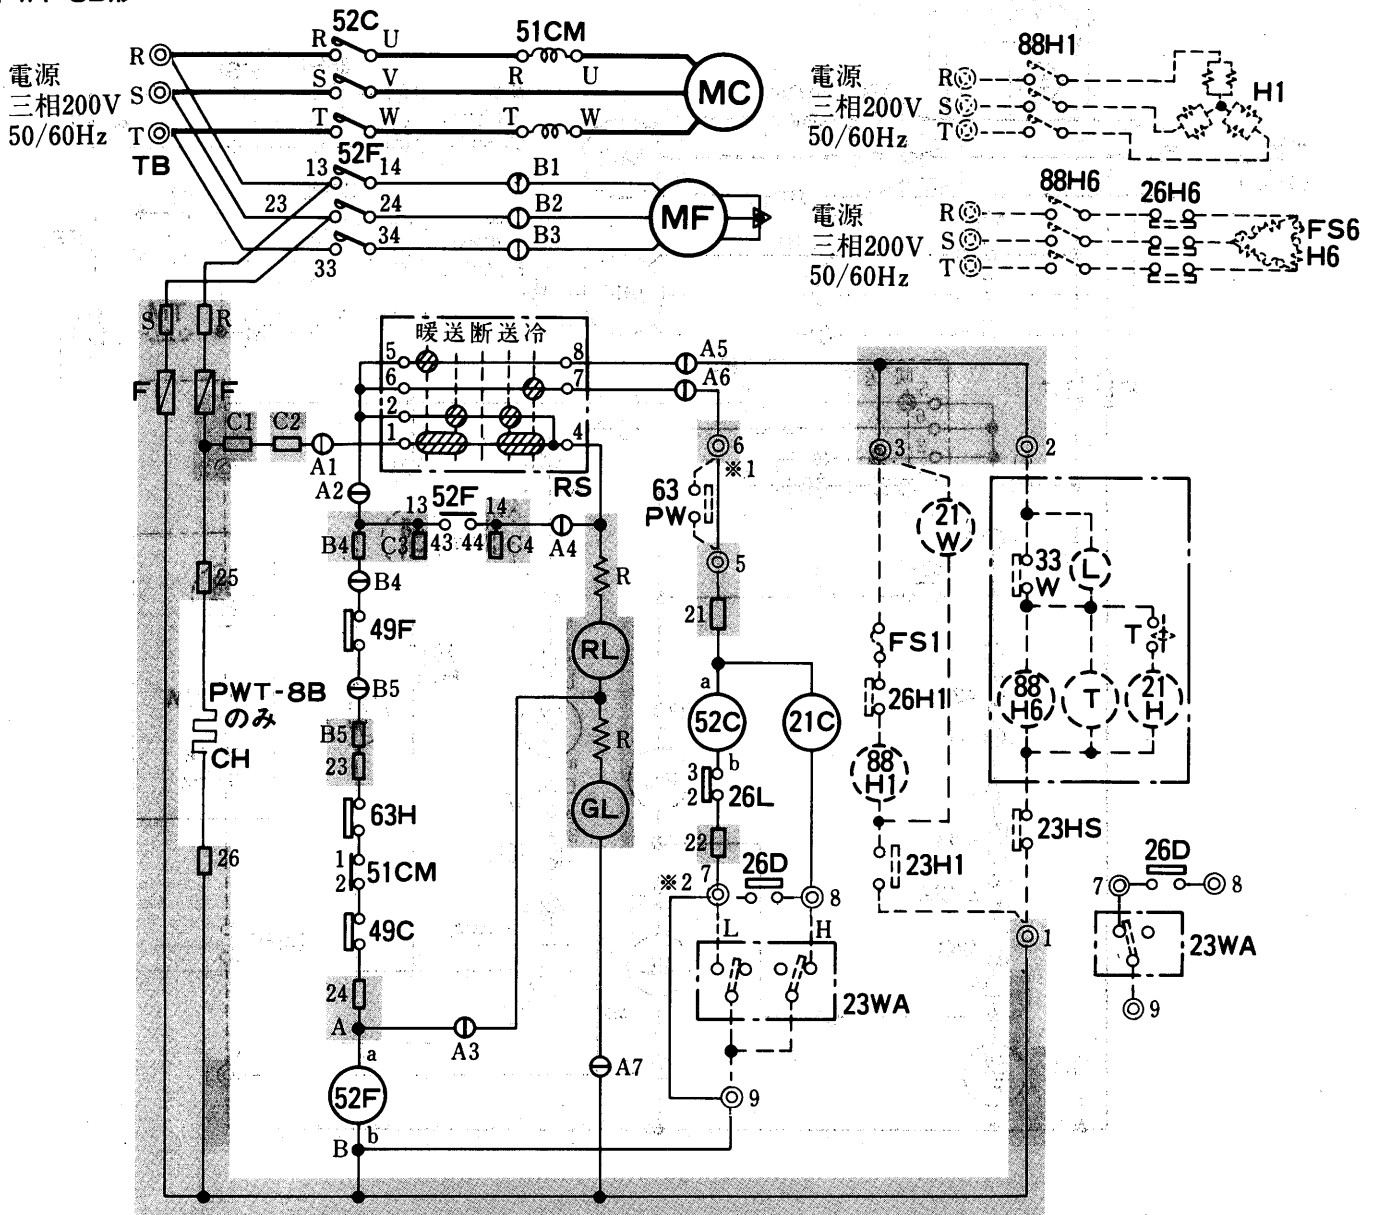 52C
R U
51CM
R
電源
三相200V
50/60Hz
S
T
TB
S V
R U
MC
T W
T W
52F
13 14
B1
23
24
B2
MF
34
B3
33
88H1
電源
三相200V
50/60Hz
R
S
T
H1
88H6
26H6
電源
三相200V
50/60Hz
R
S
T
FS6
H6
S R
F F
暖送断送冷
5 8
A5
6 7
A6
2
1 4
RS
C1 C2
A1
A2
6
※1
63
PW
3
2
13
52F
14
B4
C3
43 44
C4
A4
B4
R
5
21
W
33
W
L
25
49F
21
RL
FS1
T
B5
a
26H1
88
H6
T
21
H
PWT-8B
のみ
CH
B5
23
52C
21C
R
b
3
2
26L
88
H1
GL
63H
23HS
26
1
2
51CM
22
26D
7
8
※2
23H1
26D
7 8
49C
L H
1
23WA
24
23WA
9
A
A3
a
A7
52F
9
b
B